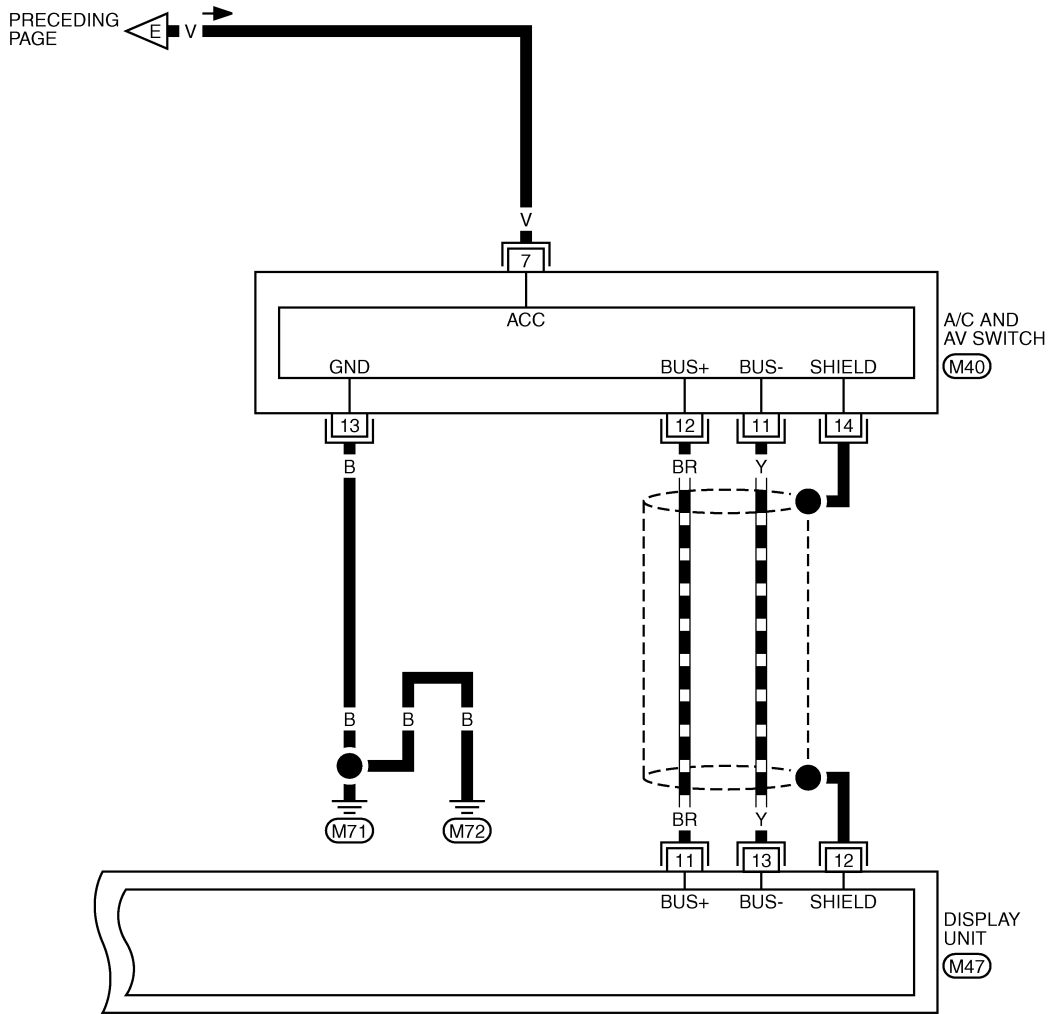 PRECEDING
PAGE
E
V
V
7
ACC
A/C AND
AV SWITCH
M40
GND
BUS+
BUS-
SHIELD
13
12
11
14
B
BR
Y
B
B
B
M71
M72
BR
Y
11
13
12
BUS+
BUS-
SHIELD
DISPLAY
UNIT
M47